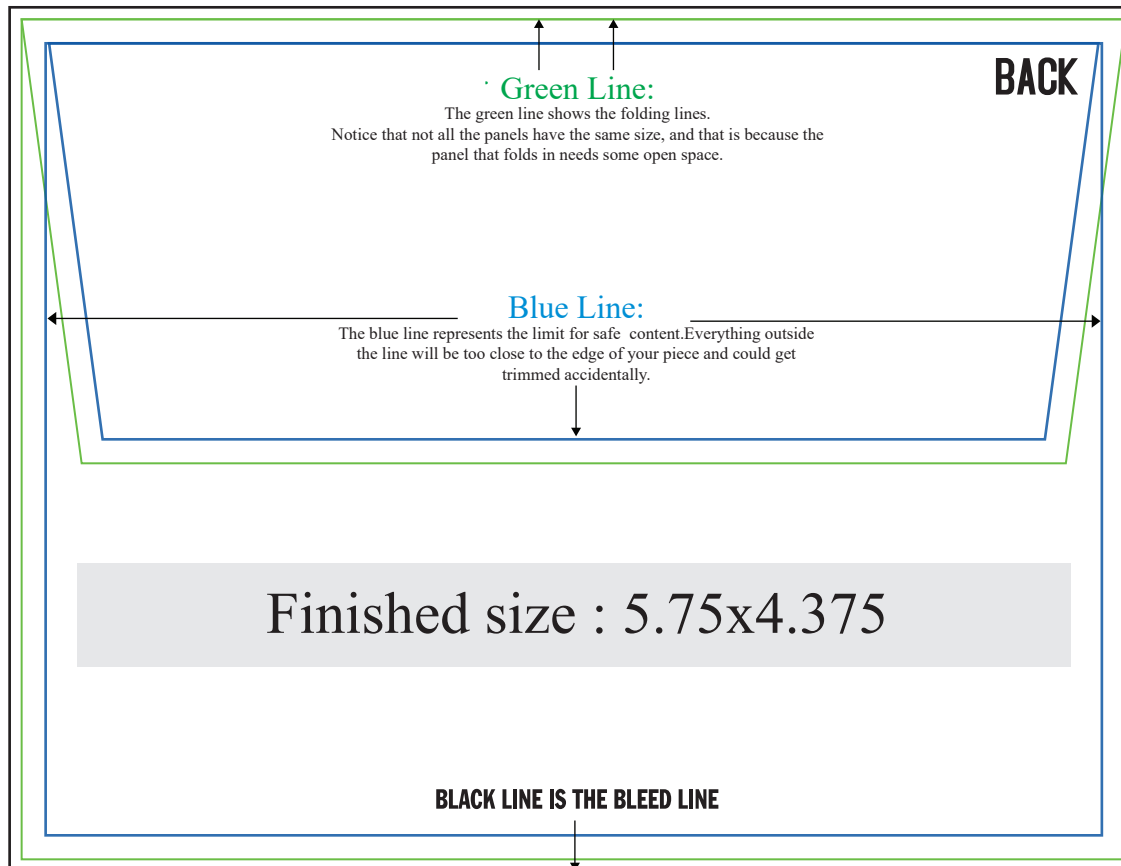 BACK
Green Line:
The green line shows the folding lines.
Notice that not all the panels have the same size, and that is because the
panel that folds in needs some open space.
Blue Line:
The blue line represents the limit for safe content.Everything outside
the line will be too close to the edge of your piece and could get
trimmed accidentally.
Finished size : 5.75x4.375
BLACK LINE IS THE BLEED LINE